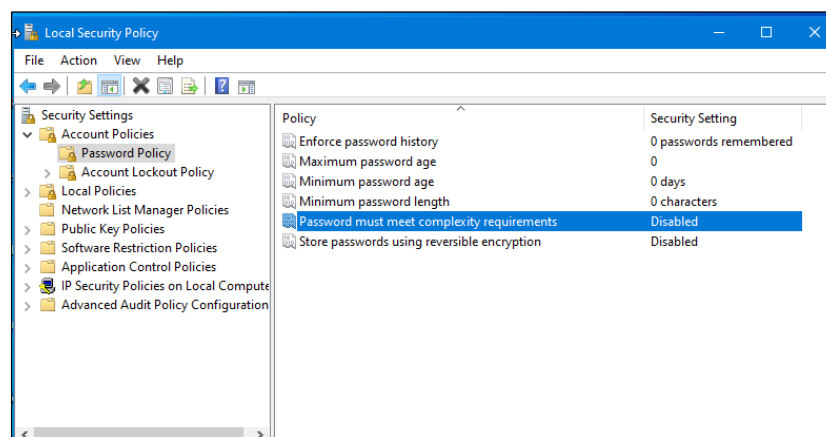 Local Security Policy
File Action View Help
Security Settings
Account Policies
Password Policy
Account Lockout Policy
Local Policies
Network List Manager Policies
Public Key Policies
Software Restriction Policies
Application Control Policies
IP Security Policies on Local Compute
Advanced Audit Policy Configuration
Policy Security Setting
Enforce password history 0 passwords remembered
Maximum password age 0
Minimum password age 0 days
Minimum password length 0 characters
Password must meet complexity requirements Disabled
Store passwords using reversible encryption Disabled